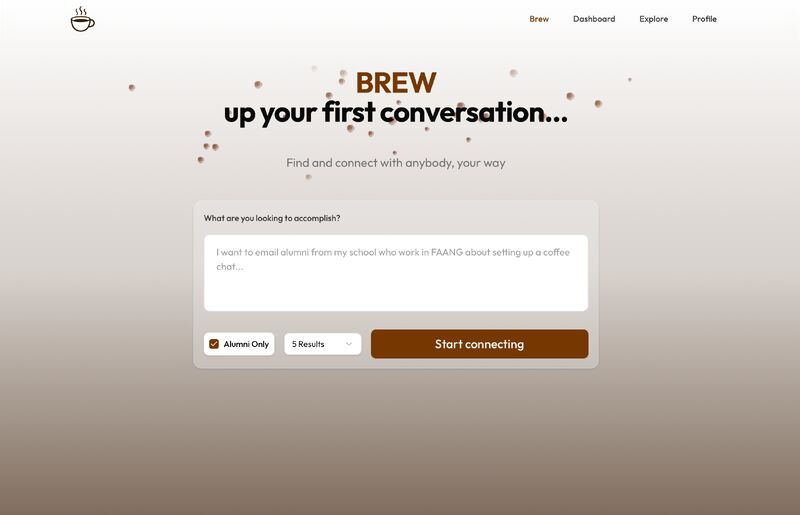 Brew Dashboard Explore Profile
BREW
up your first conversation...
Find and connect with anybody, your way
What are you looking to accomplish?
I want to email alumni from my school who work in FAANG about setting up a coffee
chat...
Alumni Only 5 Results Start connecting